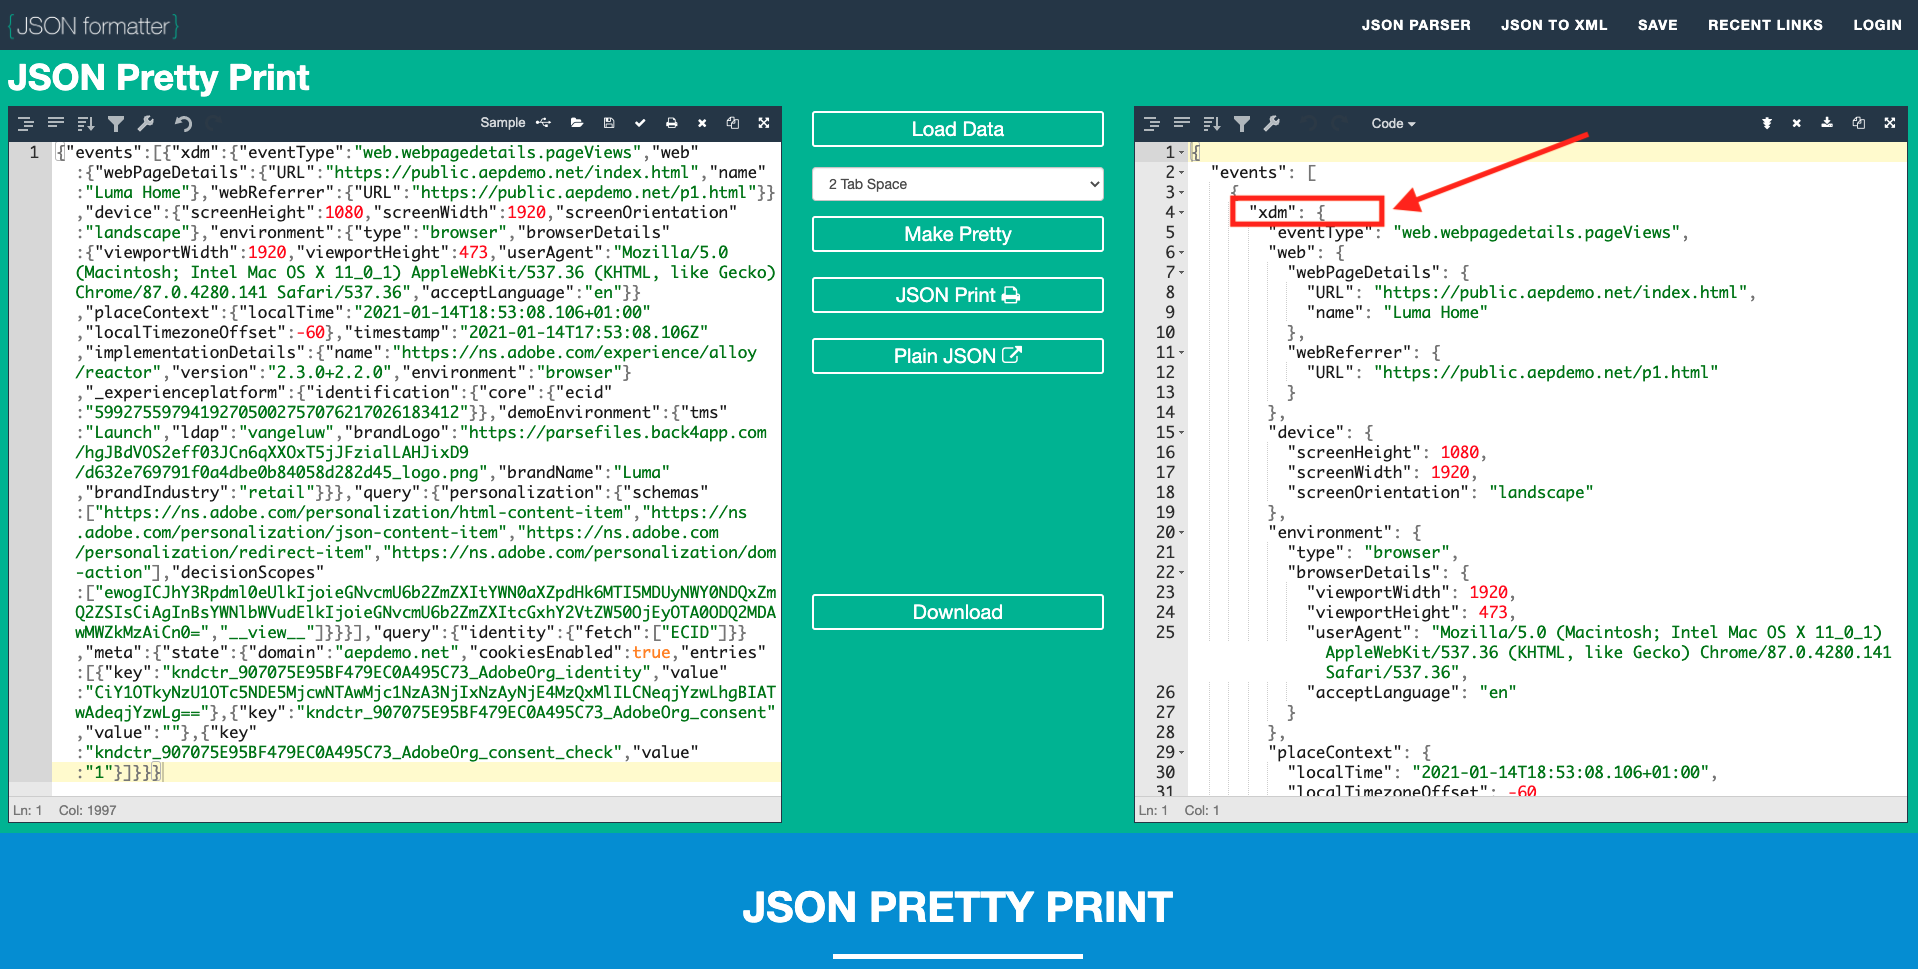 {JSON formatter}
JSON PARSER JSON TO XML SAVE RECENT LINKS LOGIN
JSON Pretty Print
Sample
1 {"events":[{"xdm":{"eventType":"web.webpagedetails.pageViews","web"
:{"webPageDetails":{"URL":"https://public.aepdemo.net/index.html","name"
:"Luma Home"},"webReferrer":{"URL":"https://public.aepdemo.net/p1.html"}}
,"device":{"screenHeight":1080,"screenWidth":1920,"screenOrientation"
:"landscape"},"environment":{"type":"browser","browserDetails"
:{"viewportWidth":1920,"viewportHeight":473,"userAgent":"Mozilla/5.0
(Macintosh; Intel Mac OS X 11_0_1) AppleWebKit/537.36 (KHTML, like Gecko)
Chrome/87.0.4280.141 Safari/537.36","acceptLanguage":"en"}}
,"placeContext":{"localTime":"2021-01-14T18:53:08.106+01:00"
,"localTimezoneOffset":-60},"timestamp":"2021-01-14T17:53:08.106Z"
,"implementationDetails":{"name":"https://ns.adobe.com/experience/alloy
/reactor","version":"2.3.0+2.2.0","environment":"browser"}
,"_experienceplatform":{"identification":{"core":{"ecid"
:"59927559794192705002757076217026183412"}},"demoEnvironment":{"tms"
:"Launch","ldap":"vangeluw","brandLogo":"https://parsefiles.back4app.com
/hgJBdVOS2eff03JCn6qXXOxT5jJFzialLAHJixD9
/d632e769791f0a4dbe0b84058d282d45_logo.png","brandName":"Luma"
,"brandIndustry":"retail"}}},"query":{"personalization":{"schemas"
:["https://ns.adobe.com/personalization/html-content-item","https://ns
.adobe.com/personalization/json-content-item","https://ns.adobe.com
/personalization/redirect-item","https://ns.adobe.com/personalization/dom
-action"],"decisionScopes"
:["ewogICJhY3Rpdml0eUlkIjoieGNvcmU6b2ZmZXItYWN0aXZpdHk6MTI5MDUyNWY0NDQxZm
Q2ZSIsCiAgInBsYWNlbWVudElkIjoieGNvcmU6b2ZmZXItcGxhY2VtZW50OjEyOTA0ODQ2MDA
wMWZkMzAiCn0=","__view__"]}}}],"query":{"identity":{"fetch":["ECID"]}}
,"meta":{"state":{"domain":"aepdemo.net","cookiesEnabled":true,"entries"
:[{"key":"kndctr_907075E95BF479EC0A495C73_AdobeOrg_identity","value"
:"CiY1OTkyNzU1OTc5NDE5MjcwNTAwMjc1NzA3NjIxNzAyNjE4MzQxMlILCNeqjYzwLhgBIAT
wAdeqjYzwLg=="},{"key":"kndctr_907075E95BF479EC0A495C73_AdobeOrg_consent"
,"value":""},{"key"
:"kndctr_907075E95BF479EC0A495C73_AdobeOrg_consent_check","value"
:"1"}]}}}
Ln: 1 Col: 1997
Load Data
2 Tab Space
Make Pretty
JSON Print
Plain JSON
Download
Code
1 {
2 "events": [
3 {
4 "xdm": {
5 "eventType": "web.webpagedetails.pageViews",
6 "web": {
7 "webPageDetails": {
8 "URL": "https://public.aepdemo.net/index.html",
9 "name": "Luma Home"
10 },
11 "webReferrer": {
12 "URL": "https://public.aepdemo.net/p1.html"
13 }
14 },
15 "device": {
16 "screenHeight": 1080,
17 "screenWidth": 1920,
18 "screenOrientation": "landscape"
19 },
20 "environment": {
21 "type": "browser",
22 "browserDetails": {
23 "viewportWidth": 1920,
24 "viewportHeight": 473,
25 "userAgent": "Mozilla/5.0 (Macintosh; Intel Mac OS X 11_0_1)
AppleWebKit/537.36 (KHTML, like Gecko) Chrome/87.0.4280.141
Safari/537.36",
26 "acceptLanguage": "en"
27 }
28 },
29 "placeContext": {
30 "localTime": "2021-01-14T18:53:08.106+01:00",
31 "localTimezoneOffset": -60
Ln: 1 Col: 1
JSON PRETTY PRINT